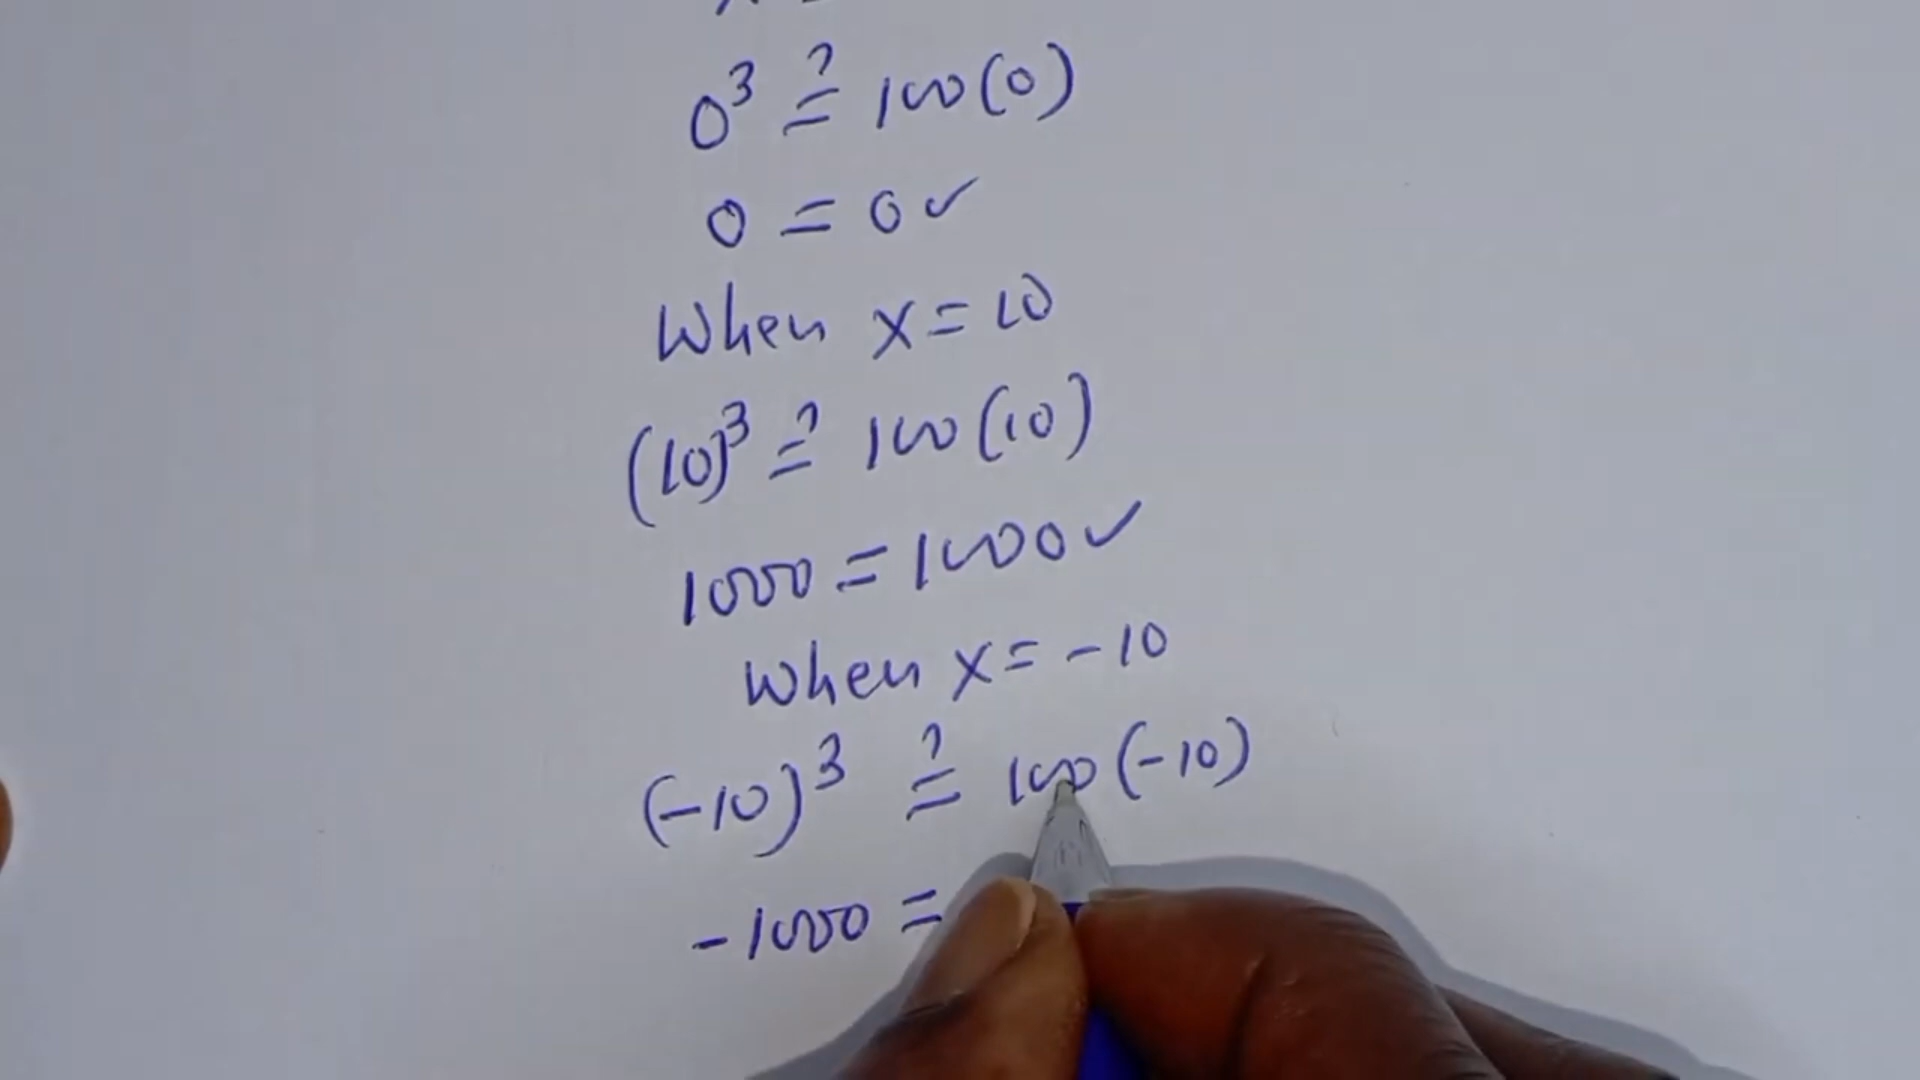 0³ ≟ 100(0)
0 = 0 ✓
When x = 10
(10)³ ≟ 100(10)
1000 = 1000 ✓
When x = -10
(-10)³ ≟ 100(-10)
-1000 =